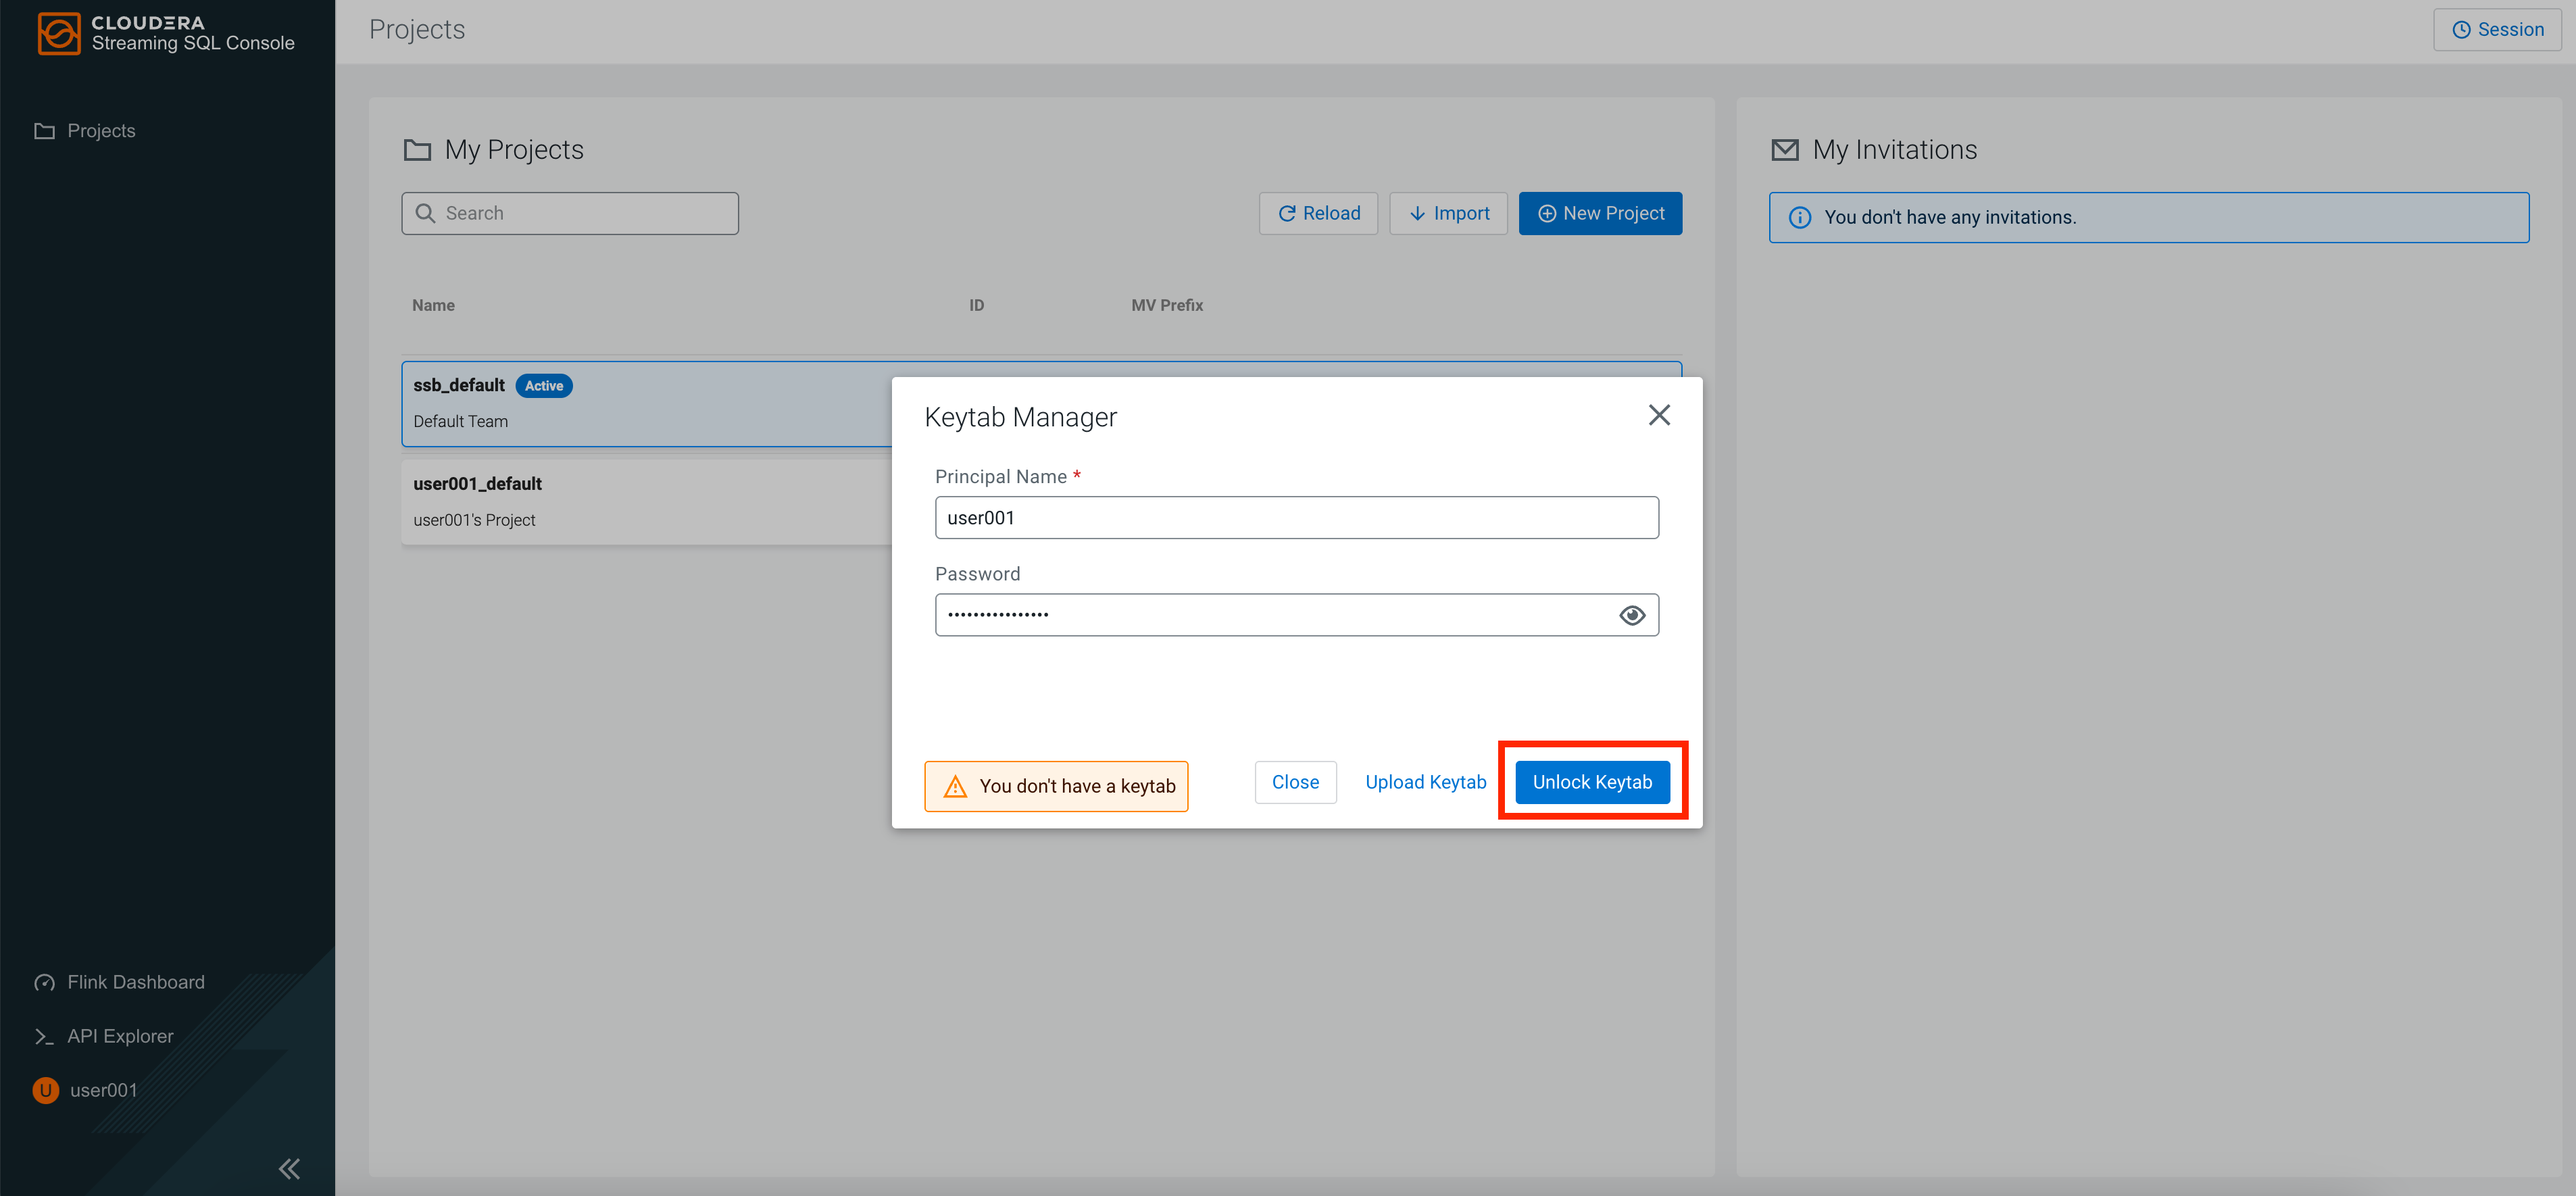 CLOUDERA
Streaming SQL Console
Projects
Flink Dashboard
API Explorer
U user001
Projects
Session
My Projects
Search
Reload
Import
New Project
Name ID MV Prefix
ssb_default Active
Default Team
user001_default
user001's Project
My Invitations
You don't have any invitations.
Keytab Manager
Principal Name *
user001
Password
••••••••••••••••
You don't have a keytab
Close
Upload Keytab
Unlock Keytab